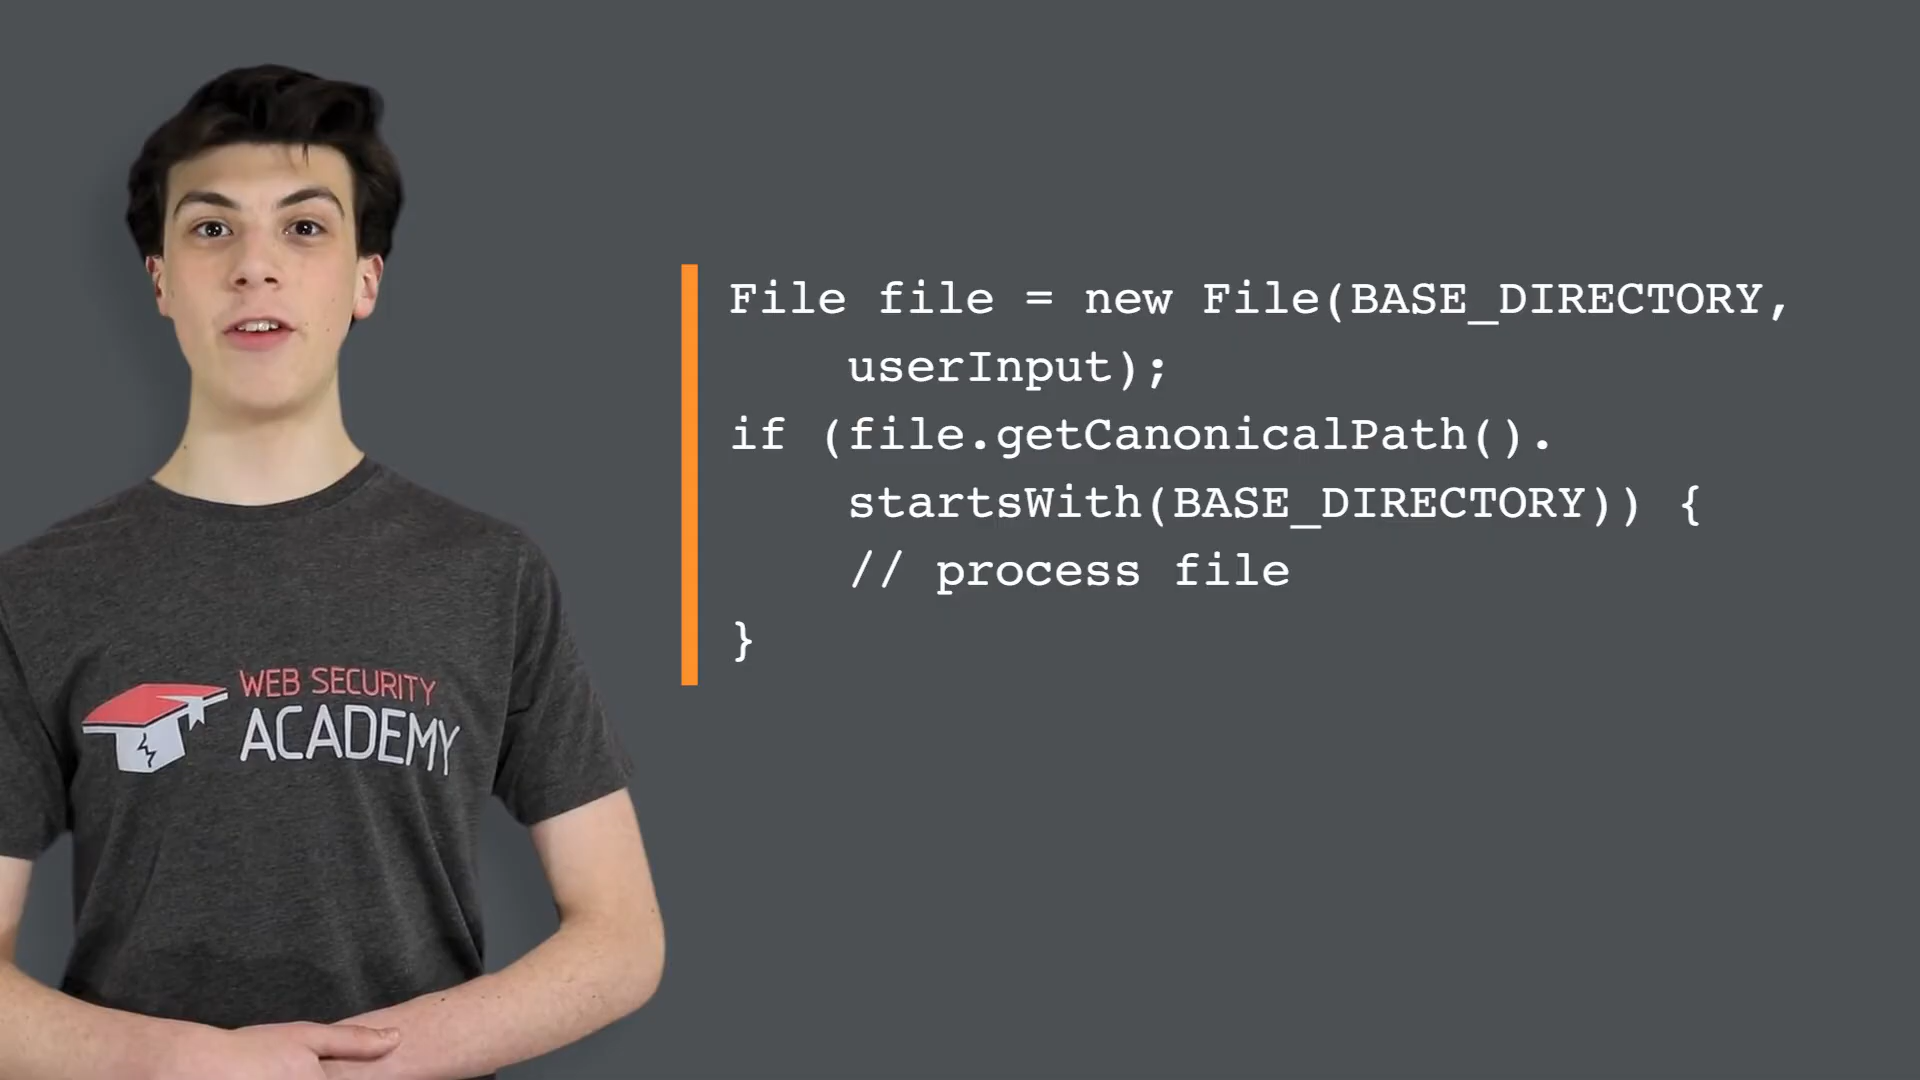 File file = new File(BASE_DIRECTORY,
userInput);
if (file.getCanonicalPath().
startsWith(BASE_DIRECTORY)) {
// process file
}
WEB SECURITY
ACADEMY